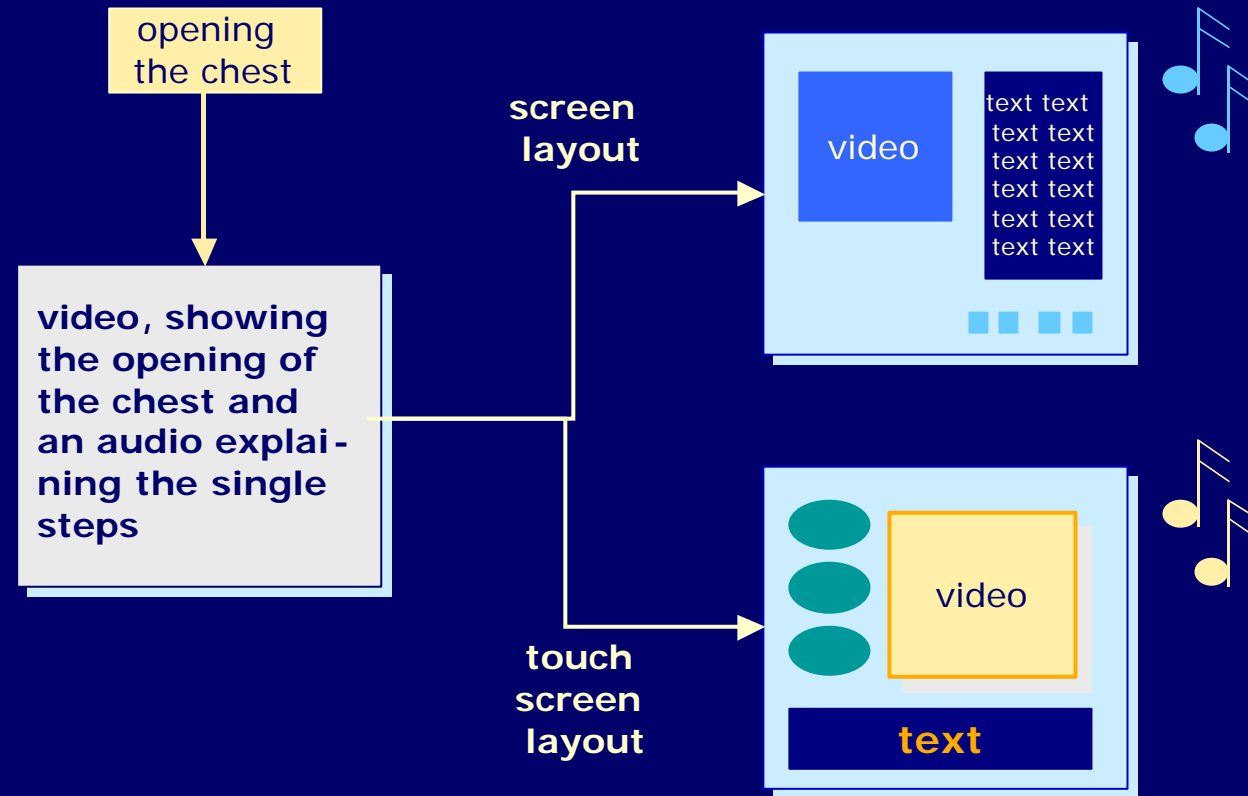 opening
the chest
video, showing
the opening of
the chest and
an audio explai-
ning the single
steps
screen
layout
video
text text
text text
text text
text text
text text
text text
touch
screen
layout
video
text